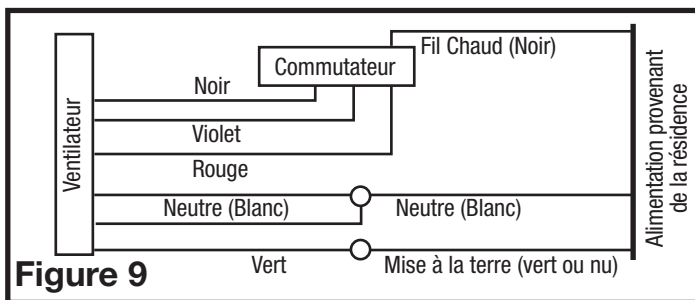 Fil Chaud (Noir)
Commutateur
Noir
Violet
Rouge
Ventilateur
Neutre (Blanc)
Neutre (Blanc)
Vert
Mise à la terre (vert ou nu)
Alimentation provenant
de la résidence
Figure 9